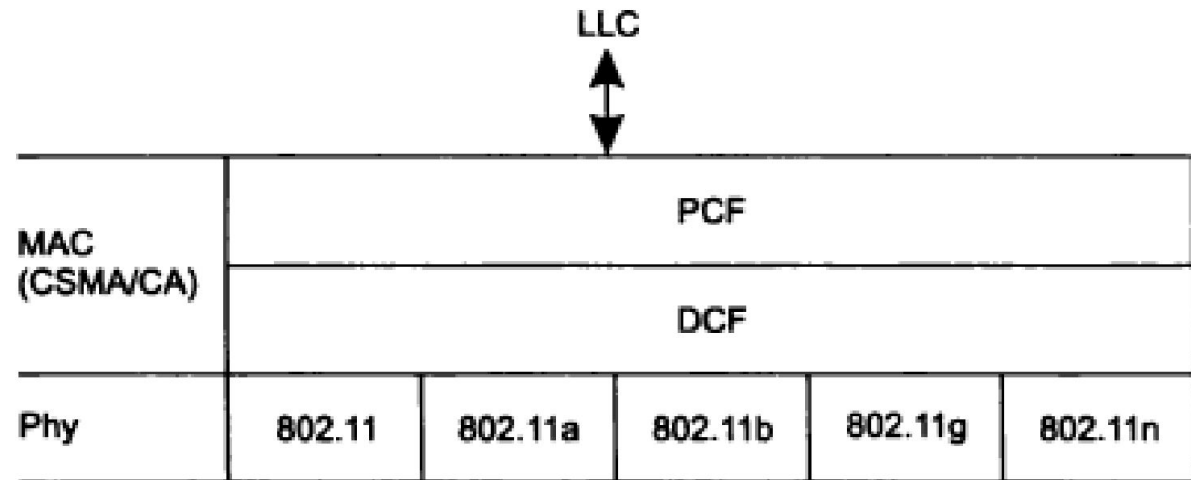 LLC
PCF
MAC
(CSMA/CA)
DCF
Phy
802.11
802.11a
802.11b
802.11g
802.11n